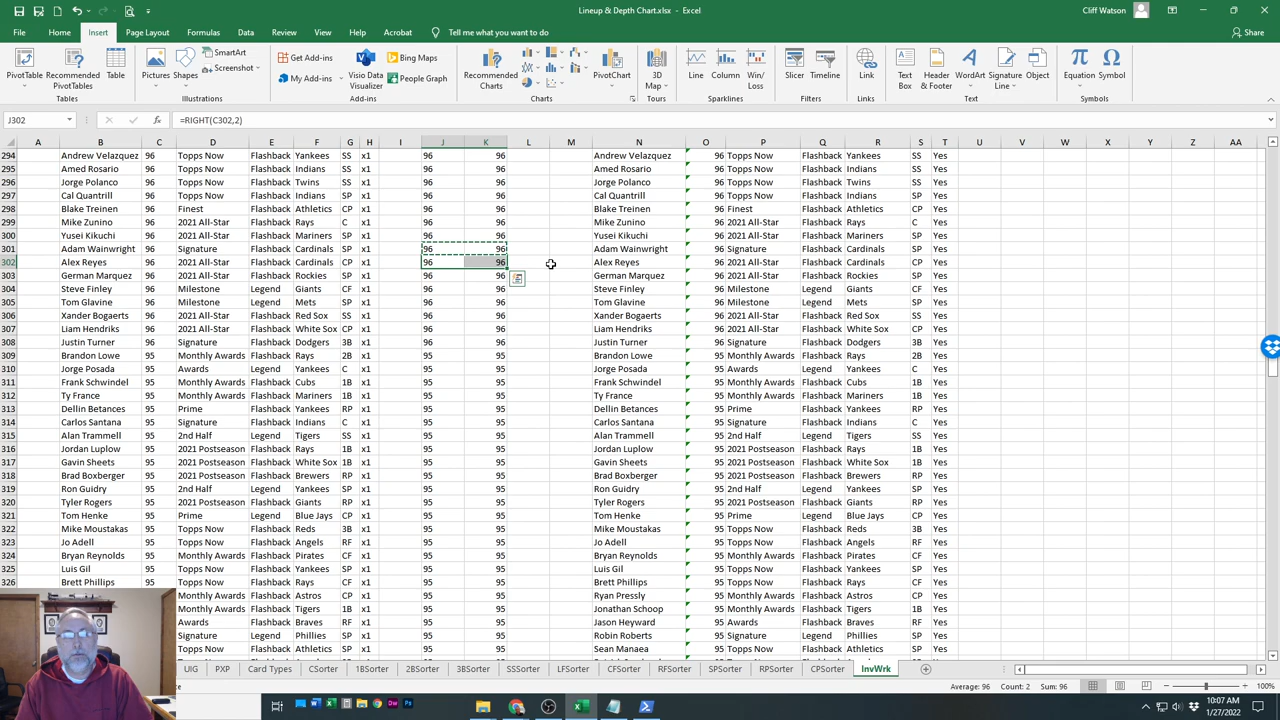 Lineup & Depth Chart.xlsx - Excel
Cliff Watson
File Home Insert Page Layout Formulas Data Review View Help Acrobat Tell me what you want to do Share
PivotTable Recommended PivotTables Table Pictures Shapes SmartArt Screenshot Get Add-ins My Add-ins Visio Data Visualizer Bing Maps People Graph Recommended Charts PivotChart 3D Map Line Column Win/Loss Slicer Timeline Links Text Box Header & Footer WordArt Signature Line Object Equation Symbol
Tables Illustrations Add-ins Charts Tours Sparklines Filters Links Text Symbols
J302 fx =RIGHT(C302,2)
A B C D E F G H I J K L M N O P Q R S T U V W X Y Z AA
294 Andrew Velazquez 96 Topps Now Flashback Yankees SS x1 96 96 Andrew Velazquez 96 Topps Now Flashback Yankees SS Yes
295 Amed Rosario 96 Topps Now Flashback Indians SS x1 96 96 Amed Rosario 96 Topps Now Flashback Indians SS Yes
296 Jorge Polanco 96 Topps Now Flashback Twins SS x1 96 96 Jorge Polanco 96 Topps Now Flashback Twins SS Yes
297 Cal Quantrill 96 Topps Now Flashback Indians SP x1 96 96 Cal Quantrill 96 Topps Now Flashback Indians SP Yes
298 Blake Treinen 96 Finest Flashback Athletics CP x1 96 96 Blake Treinen 96 Finest Flashback Athletics CP Yes
299 Mike Zunino 96 2021 All-Star Flashback Rays C x1 96 96 Mike Zunino 96 2021 All-Star Flashback Rays C Yes
300 Yusei Kikuchi 96 2021 All-Star Flashback Mariners SP x1 96 96 Yusei Kikuchi 96 2021 All-Star Flashback Mariners SP Yes
301 Adam Wainwright 96 Signature Flashback Cardinals SP x1 96 96 Adam Wainwright 96 Signature Flashback Cardinals SP Yes
302 Alex Reyes 96 2021 All-Star Flashback Cardinals CP x1 96 96 Alex Reyes 96 2021 All-Star Flashback Cardinals CP Yes
303 German Marquez 96 2021 All-Star Flashback Rockies SP x1 96 96 German Marquez 96 2021 All-Star Flashback Rockies SP Yes
304 Steve Finley 96 Milestone Legend Giants CF x1 96 96 Steve Finley 96 Milestone Legend Giants CF Yes
305 Tom Glavine 96 Milestone Legend Mets SP x1 96 96 Tom Glavine 96 Milestone Legend Mets SP Yes
306 Xander Bogaerts 96 2021 All-Star Flashback Red Sox SS x1 96 96 Xander Bogaerts 96 2021 All-Star Flashback Red Sox SS Yes
307 Liam Hendriks 96 2021 All-Star Flashback White Sox CP x1 96 96 Liam Hendriks 96 2021 All-Star Flashback White Sox CP Yes
308 Justin Turner 96 Signature Flashback Dodgers 3B x1 96 96 Justin Turner 96 Signature Flashback Dodgers 3B Yes
309 Brandon Lowe 95 Monthly Awards Flashback Rays 2B x1 95 95 Brandon Lowe 95 Monthly Awards Flashback Rays 2B Yes
310 Jorge Posada 95 Awards Legend Yankees C x1 95 95 Jorge Posada 95 Awards Legend Yankees C Yes
311 Frank Schwindel 95 Monthly Awards Flashback Cubs 1B x1 95 95 Frank Schwindel 95 Monthly Awards Flashback Cubs 1B Yes
312 Ty France 95 Monthly Awards Flashback Mariners 1B x1 95 95 Ty France 95 Monthly Awards Flashback Mariners 1B Yes
313 Dellin Betances 95 Prime Flashback Yankees RP x1 95 95 Dellin Betances 95 Prime Flashback Yankees RP Yes
314 Carlos Santana 95 Signature Flashback Indians C x1 95 95 Carlos Santana 95 Signature Flashback Indians C Yes
315 Alan Trammell 95 2nd Half Legend Tigers SS x1 95 95 Alan Trammell 95 2nd Half Legend Tigers SS Yes
316 Jordan Luplow 95 2021 Postseason Flashback Rays 1B x1 95 95 Jordan Luplow 95 2021 Postseason Flashback Rays 1B Yes
317 Gavin Sheets 95 2021 Postseason Flashback White Sox 1B x1 95 95 Gavin Sheets 95 2021 Postseason Flashback White Sox 1B Yes
318 Brad Boxberger 95 2021 Postseason Flashback Brewers RP x1 95 95 Brad Boxberger 95 2021 Postseason Flashback Brewers RP Yes
319 Ron Guidry 95 2nd Half Legend Yankees SP x1 95 95 Ron Guidry 95 2nd Half Legend Yankees SP Yes
320 Tyler Rogers 95 2021 Postseason Flashback Giants RP x1 95 95 Tyler Rogers 95 2021 Postseason Flashback Giants RP Yes
321 Tom Henke 95 Prime Legend Blue Jays CP x1 95 95 Tom Henke 95 Prime Legend Blue Jays CP Yes
322 Mike Moustakas 95 Topps Now Flashback Reds 3B x1 95 95 Mike Moustakas 95 Topps Now Flashback Reds 3B Yes
323 Jo Adell 95 Topps Now Flashback Angels RF x1 95 95 Jo Adell 95 Topps Now Flashback Angels RF Yes
324 Bryan Reynolds 95 Monthly Awards Flashback Pirates CF x1 95 95 Bryan Reynolds 95 Monthly Awards Flashback Pirates CF Yes
325 Luis Gil 95 Topps Now Flashback Yankees SP x1 95 95 Luis Gil 95 Topps Now Flashback Yankees SP Yes
326 Brett Phillips 95 Topps Now Flashback Rays CF x1 95 95 Brett Phillips 95 Topps Now Flashback Rays CF Yes
Monthly Awards Flashback Astros CP x1 95 95 Ryan Pressly 95 Monthly Awards Flashback Astros CP Yes
Monthly Awards Flashback Tigers 1B x1 95 95 Jonathan Schoop 95 Monthly Awards Flashback Tigers 1B Yes
Awards Flashback Braves RF x1 95 95 Jason Heyward 95 Awards Flashback Braves RF Yes
Signature Legend Phillies SP x1 95 95 Robin Roberts 95 Signature Legend Phillies SP Yes
Topps Now Flashback Athletics SP x1 95 95 Sean Manaea 95 Topps Now Flashback Athletics SP Yes
UIG PXP Card Types CSorter 1BSorter 2BSorter 3BSorter SSSorter LFSorter CFSorter RFSorter SPSorter RPSorter CPSorter InvWrk
Average: 96 Count: 2 Sum: 96 100%
10:07 AM
1/27/2022